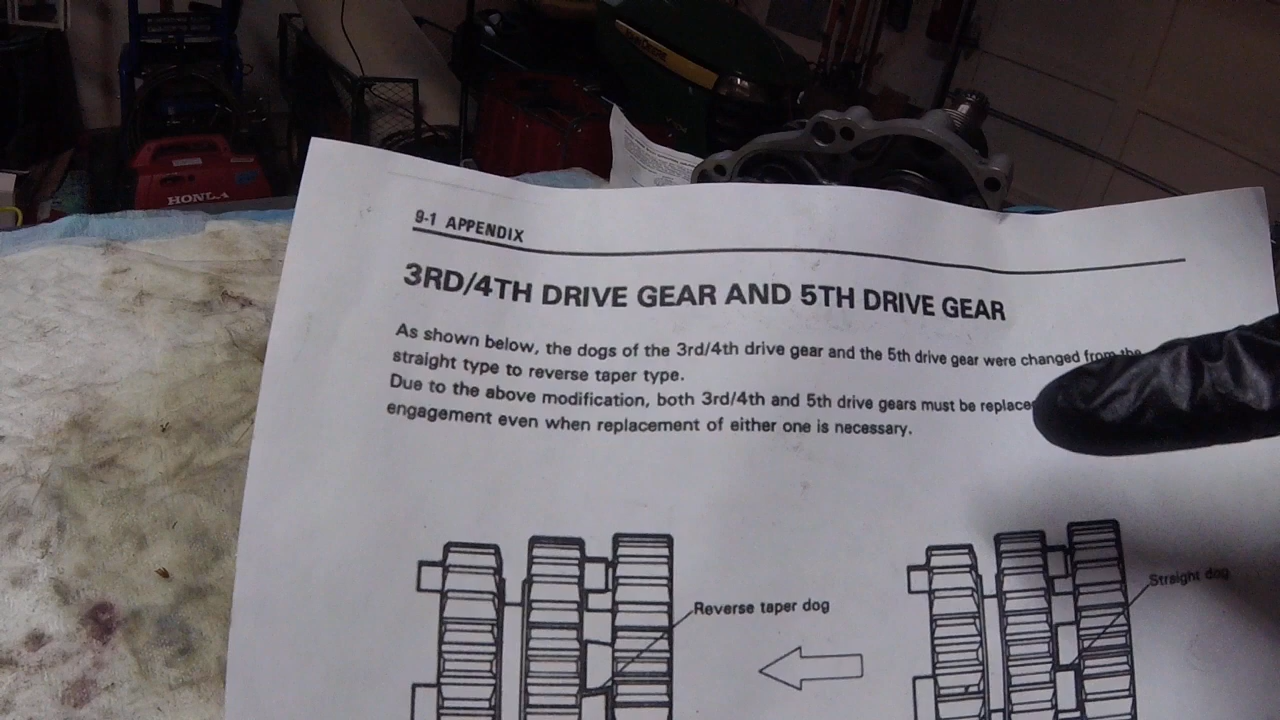 JOHN DEERE
HONDA
9-1 APPENDIX
3RD/4TH DRIVE GEAR AND 5TH DRIVE GEAR
As shown below, the dogs of the 3rd/4th drive gear and the 5th drive gear were changed from the
straight type to reverse taper type.
Due to the above modification, both 3rd/4th and 5th drive gears must be replaced
engagement even when replacement of either one is necessary.
Straight dog
Reverse taper dog